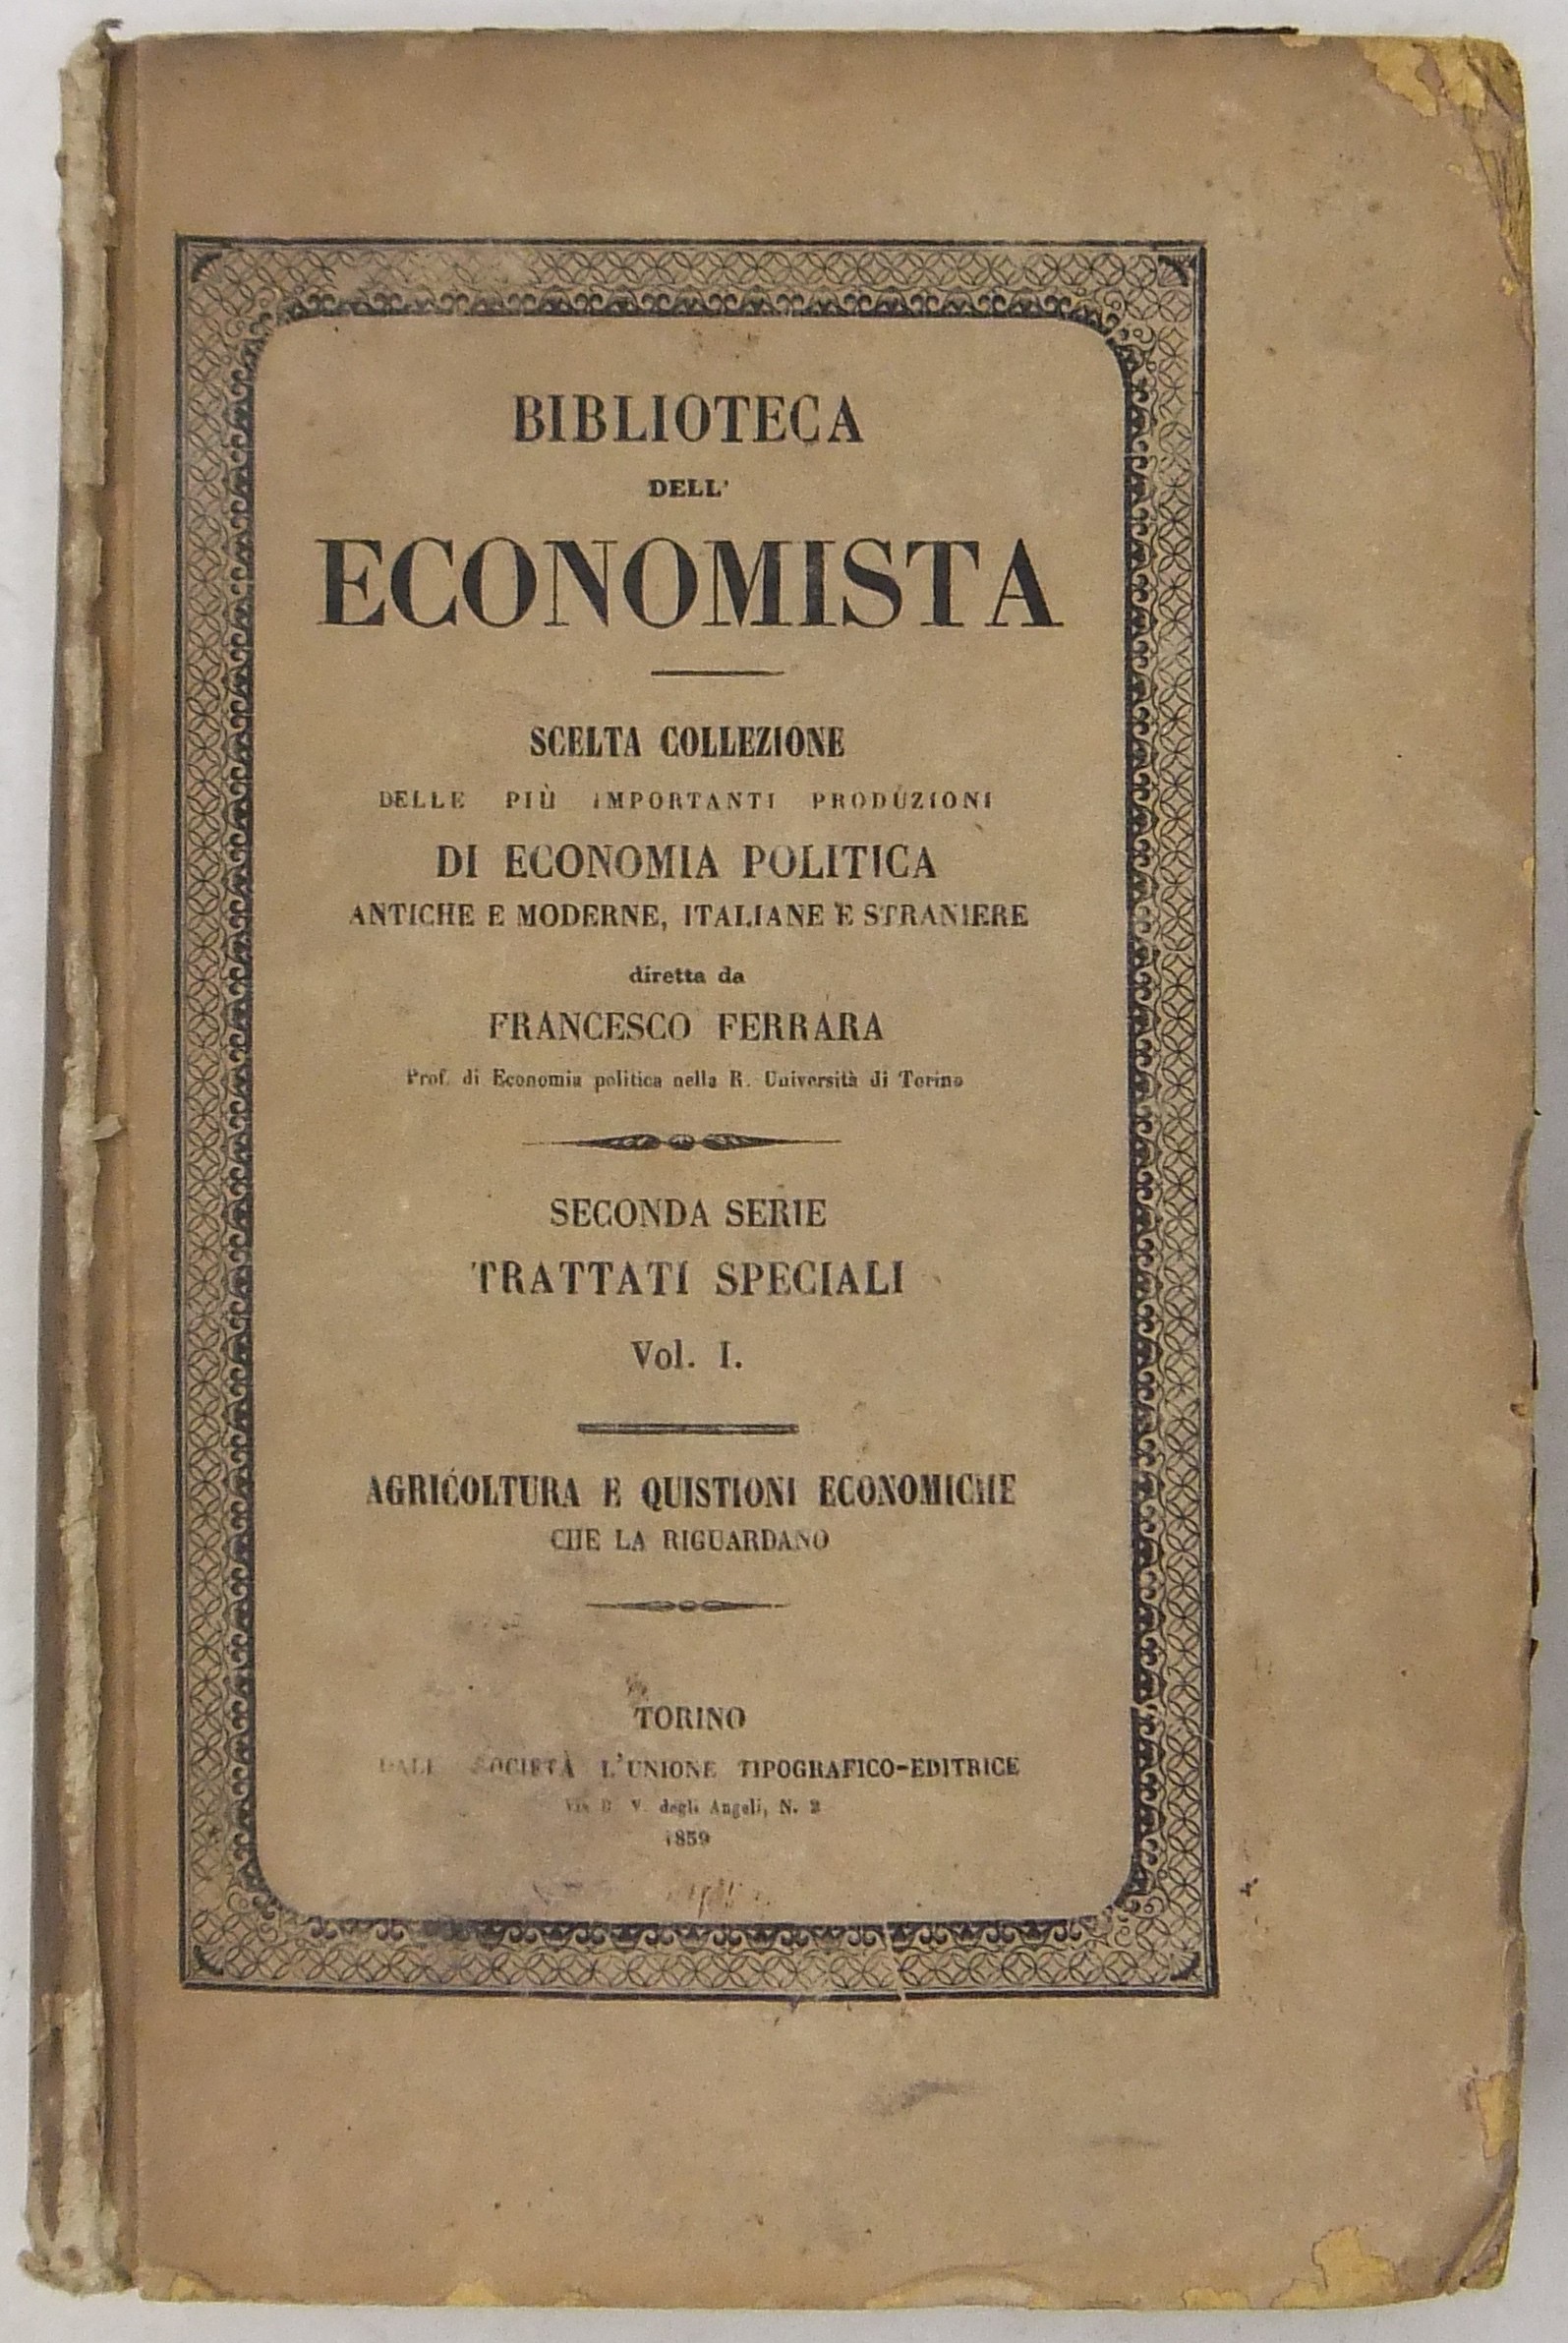 BIBLIOTECA
DELL'
ECONOMISTA
SCELTA COLLEZIONE
DELLE PIÙ IMPORTANTI PRODUZIONI
DI ECONOMIA POLITICA
ANTICHE E MODERNE, ITALIANE E STRANIERE
diretta da
FRANCESCO FERRARA
Prof. di Economia politica nella R. Università di Torino
SECONDA SERIE
TRATTATI SPECIALI
Vol. I.
AGRICOLTURA E QUISTIONI ECONOMICHE
CHE LA RIGUARDANO
TORINO
SOCIETÀ L'UNIONE TIPOGRAFICO-EDITRICE
Via B. V. degli Angeli, N. 2
1859